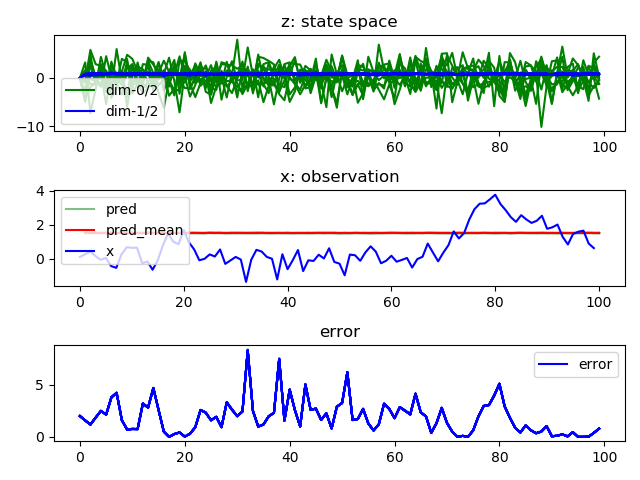 z: state space
0
−10
dim-0/2
dim-1/2
0 20 40 60 80 100
x: observation
4
2
0
pred
pred_mean
x
0 20 40 60 80 100
error
5
0
error
0 20 40 60 80 100